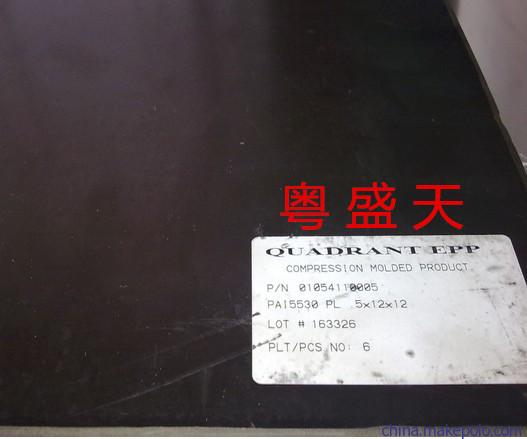 粤盛天
QUADRANT EPP
COMPRESSION MOLDED PRODUCT
P/N 01054110005
PAI5530 PL .5x12x12
LOT # 163326
PLT/PCS NO: 6
china.makepolo.com